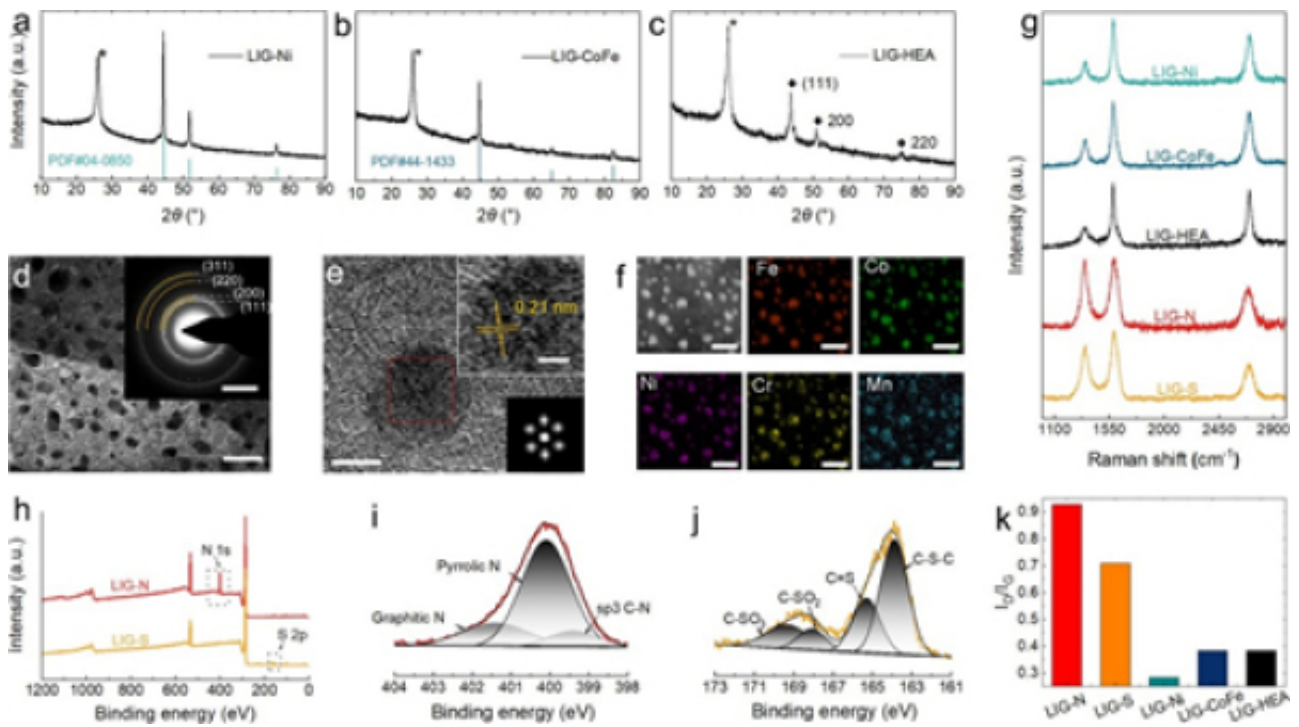 a
LIG-Ni
PDF#04-0850
Intensity (a.u.)
10 20 30 40 50 60 70 80 90
2θ (°)
b
LIG-CoFe
PDF#44-1433
10 20 30 40 50 60 70 80 90
2θ (°)
c
LIG-HEA
(111)
200
220
10 20 30 40 50 60 70 80 90
2θ (°)
d
(311)
(220)
(200)
(111)
e
0.21 nm
f
Fe
Co
Ni
Cr
Mn
g
LIG-Ni
LIG-CoFe
LIG-HEA
LIG-N
LIG-S
Intensity (a.u.)
1100 1550 2000 2450 2900
Raman shift (cm⁻¹)
h
N 1s
LIG-N
LIG-S
S 2p
Intensity (a.u.)
1200 1000 800 600 400 200 0
Binding energy (eV)
i
Pyrrolic N
Graphitic N
sp3 C-N
404 402 401 400 399 398
Binding energy (eV)
j
C-S-C
C=S
C-SO₂
C-SO₃
173 171 169 167 165 163 161
Binding energy (eV)
k
I_D/I_G
0.9
0.8
0.7
0.6
0.5
0.4
0.3
LIG-N LIG-S LIG-Ni LIG-CoFe LIG-HEA